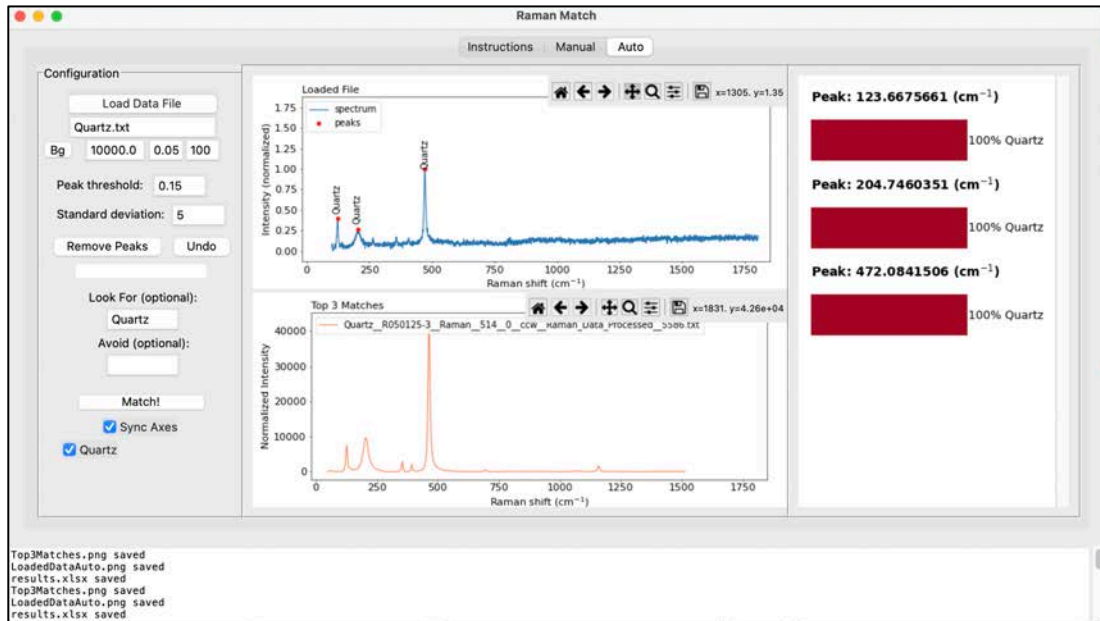 Raman Match
Instructions Manual Auto
Configuration
Load Data File
Quartz.txt
Bg 10000.0 0.05 100
Peak threshold: 0.15
Standard deviation: 5
Remove Peaks Undo
Look For (optional):
Quartz
Avoid (optional):
Match!
Sync Axes
Quartz
Loaded File
x=1305. y=1.35
spectrum
peaks
Quartz
Quartz
Quartz
Intensity (normalized)
1.75
1.50
1.25
1.00
0.75
0.50
0.25
0.00
0 250 500 750 1000 1250 1500 1750
Raman shift (cm⁻¹)
Top 3 Matches
x=1831. y=4.26e+04
Quartz__R050125-3__Raman__514__0__ccw__Raman_Data_Processed__5586.txt
Normalized Intensity
40000
30000
20000
10000
0
0 250 500 750 1000 1250 1500 1750
Raman shift (cm⁻¹)
Peak: 123.6675661 (cm⁻¹)
100% Quartz
Peak: 204.7460351 (cm⁻¹)
100% Quartz
Peak: 472.0841506 (cm⁻¹)
100% Quartz
Top3Matches.png saved
LoadedDataAuto.png saved
results.xlsx saved
Top3Matches.png saved
LoadedDataAuto.png saved
results.xlsx saved